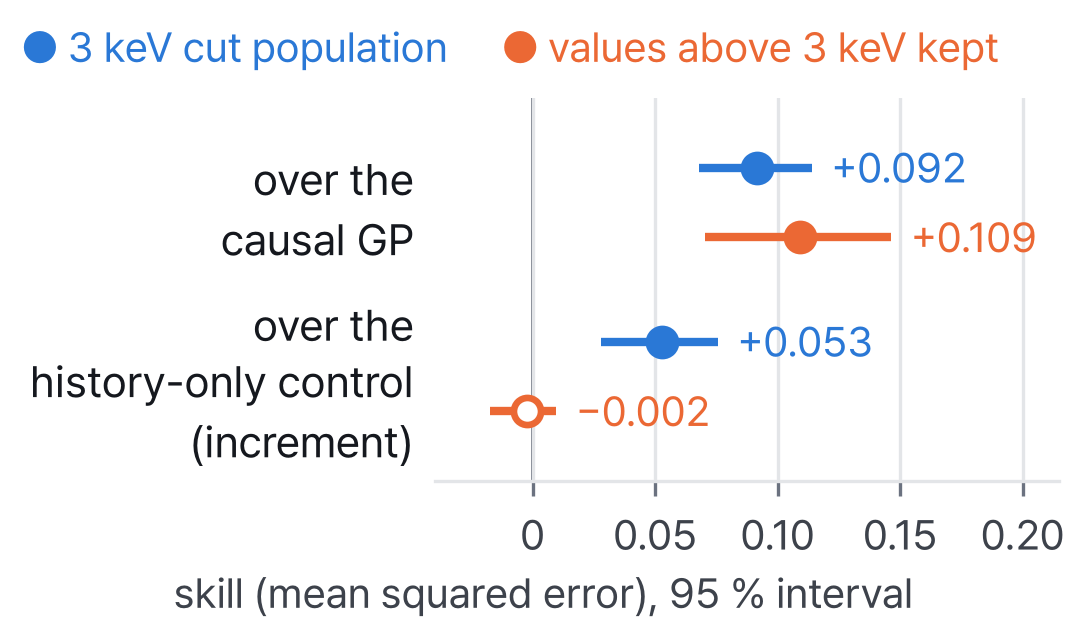 3 keV cut population
values above 3 keV kept
over the
causal GP
+0.092
+0.109
over the
history-only control
(increment)
+0.053
−0.002
0 0.05 0.10 0.15 0.20
skill (mean squared error), 95 % interval